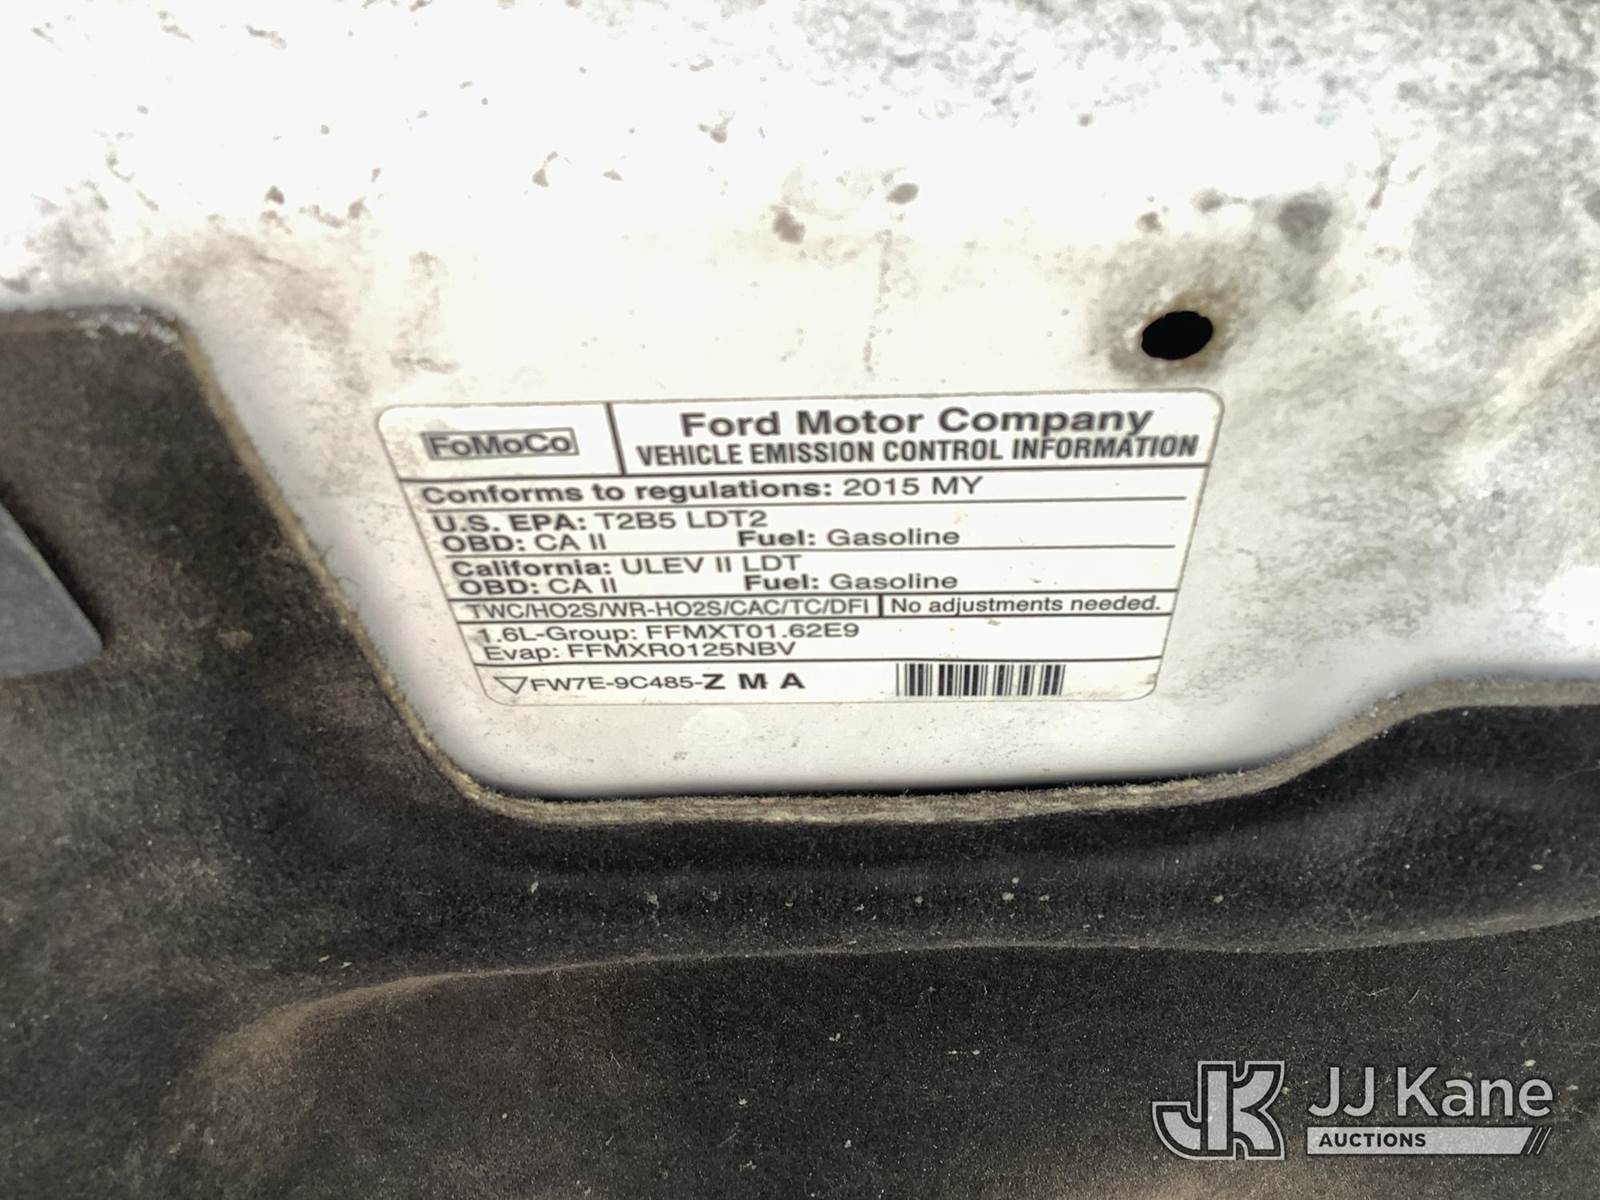 FoMoCo
Ford Motor Company
VEHICLE EMISSION CONTROL INFORMATION
Conforms to regulations: 2015 MY
U.S. EPA: T2B5 LDT2
OBD: CA II Fuel: Gasoline
California: ULEV II LDT
OBD: CA II Fuel: Gasoline
TWC/HO2S/WR-HO2S/CAC/TC/DFI No adjustments needed.
1.6L-Group: FFMXT01.62E9
Evap: FFMXR0125NBV
FW7E-9C485-Z M A
JK JJ Kane
AUCTIONS